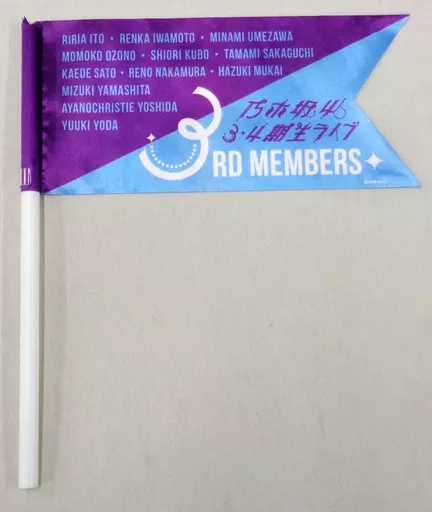 RIRIA ITO • RENKA IWAMOTO • MINAMI UMEZAWA
MOMOKO OZONO • SHIORI KUBO • TAMAMI SAKAGUCHI
KAEDE SATO • RENO NAKAMURA • HAZUKI MUKAI
MIZUKI YAMASHITA
AYANOCHRISTIE YOSHIDA
YUUKI YODA
乃木坂46
3・4期生ライブ
3RD MEMBERS